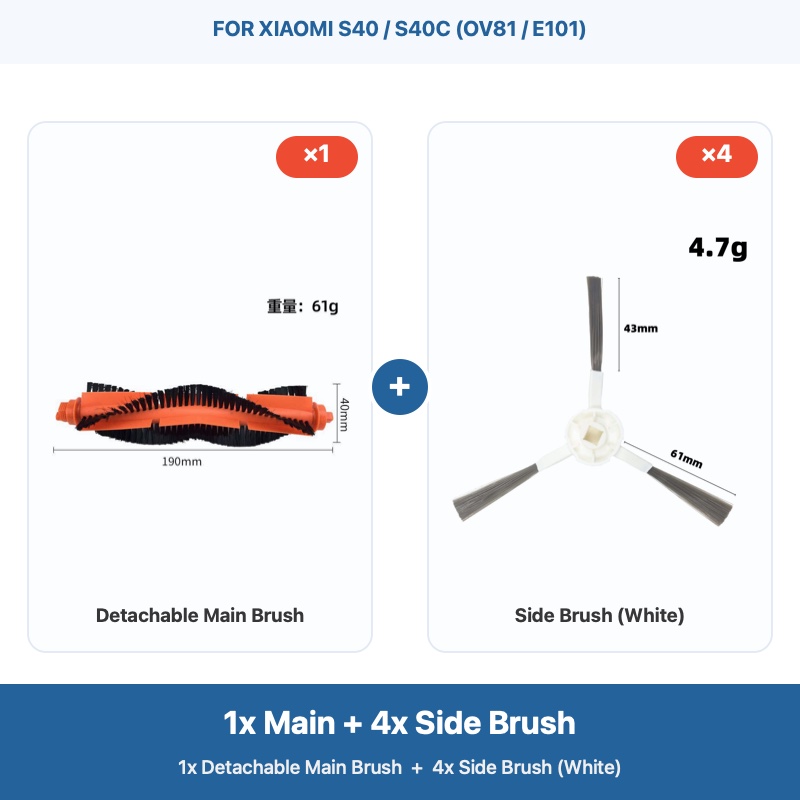 FOR XIAOMI S40 / S40C (OV81 / E101)
×1
重量：61g
40mm
190mm
Detachable Main Brush
+
×4
4.7g
43mm
61mm
Side Brush (White)
1x Main + 4x Side Brush
1x Detachable Main Brush + 4x Side Brush (White)